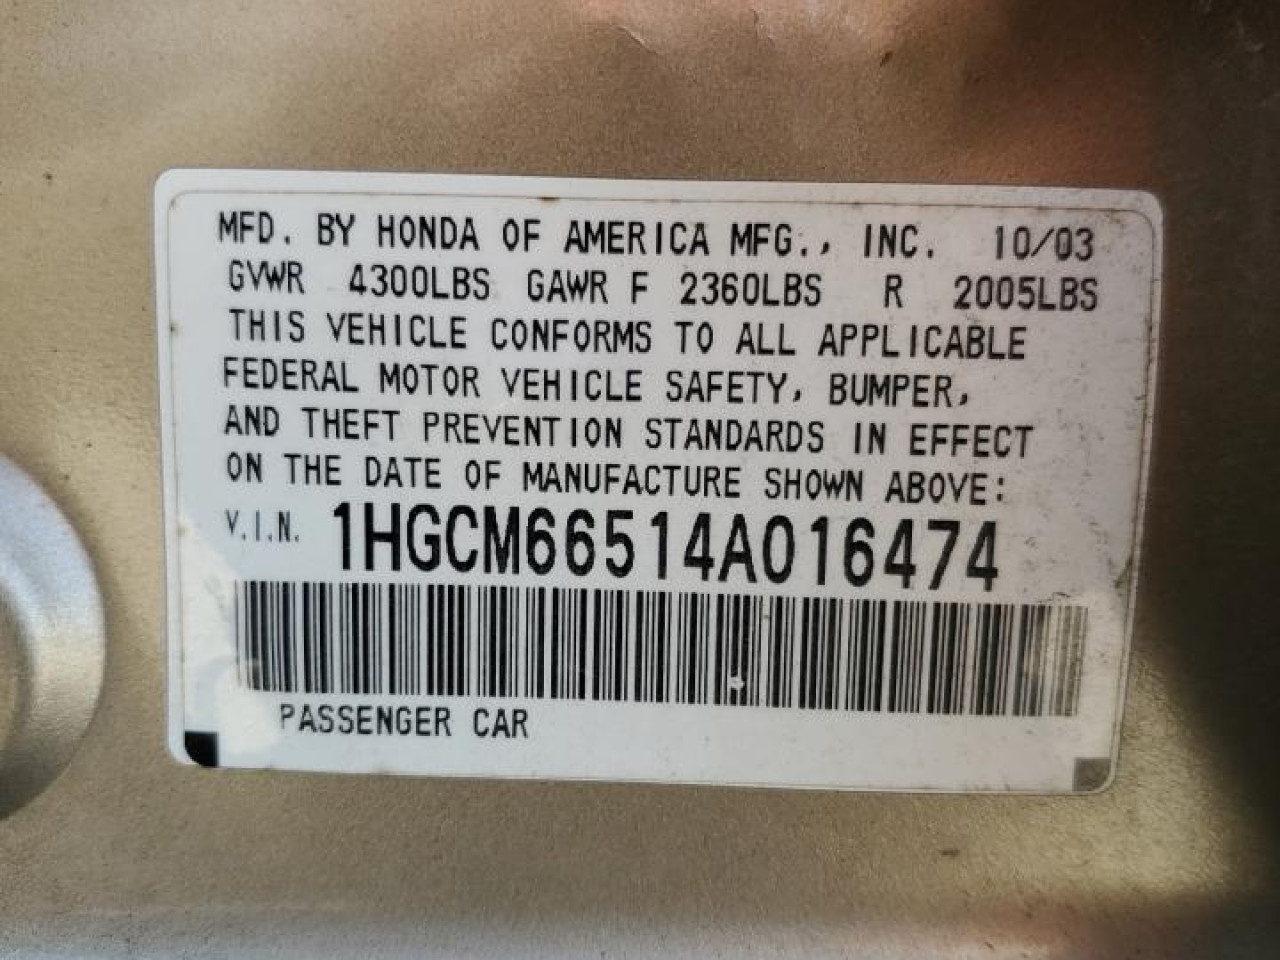 MFD. BY HONDA OF AMERICA MFG., INC. 10/03
GVWR 4300LBS GAWR F 2360LBS R 2005LBS
THIS VEHICLE CONFORMS TO ALL APPLICABLE
FEDERAL MOTOR VEHICLE SAFETY, BUMPER,
AND THEFT PREVENTION STANDARDS IN EFFECT
ON THE DATE OF MANUFACTURE SHOWN ABOVE:
V.I.N. 1HGCM66514A016474
PASSENGER CAR